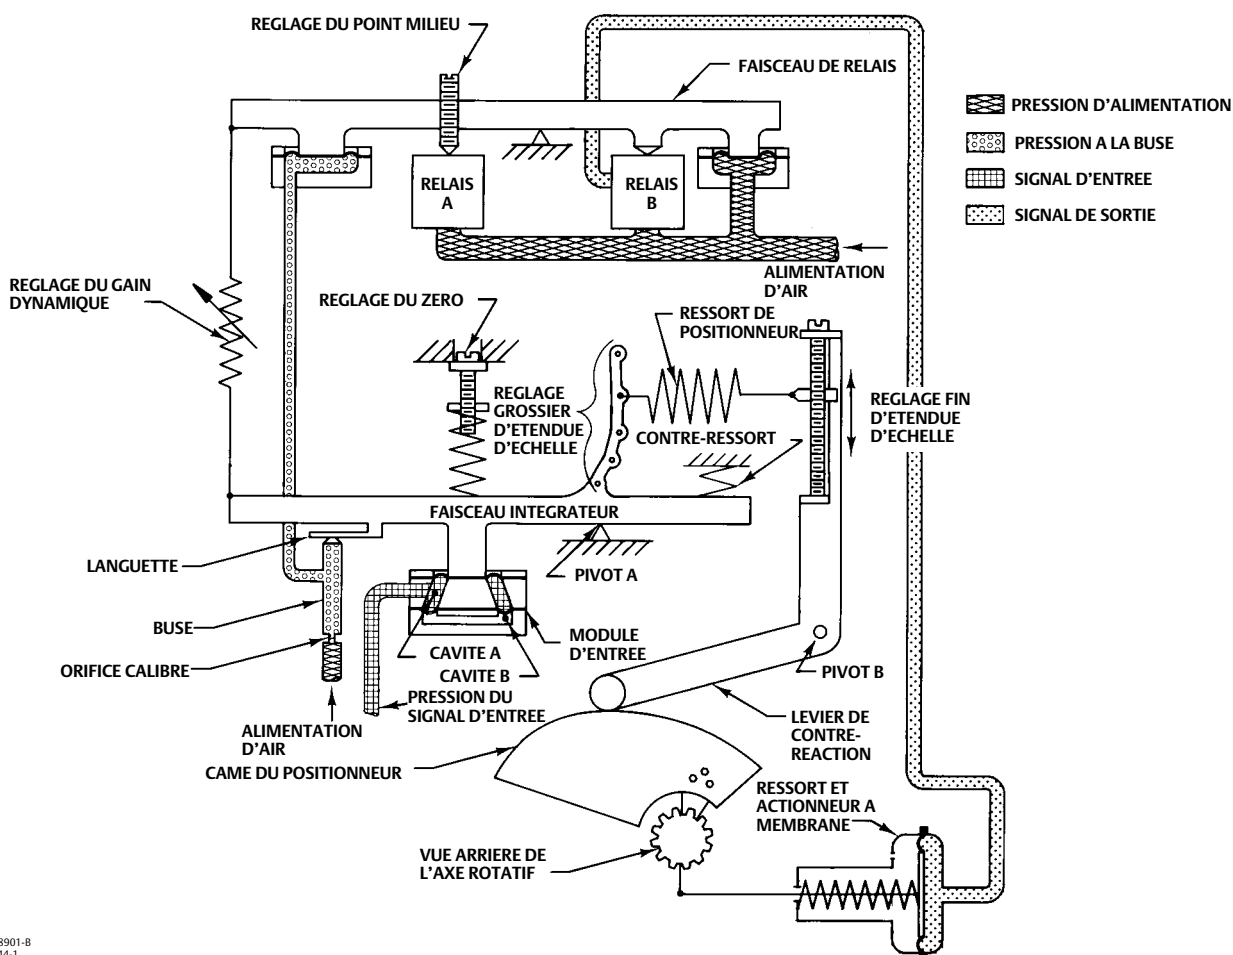 REGLAGE DU POINT MILIEU
FAISCEAU DE RELAIS
PRESSION D'ALIMENTATION
PRESSION A LA BUSE
SIGNAL D'ENTREE
SIGNAL DE SORTIE
RELAIS
A
RELAIS
B
ALIMENTATION
D'AIR
REGLAGE DU GAIN
DYNAMIQUE
REGLAGE DU ZERO
RESSORT DE
POSITIONNEUR
REGLAGE
GROSSIER
D'ETENDUE
D'ECHELLE
CONTRE-RESSORT
REGLAGE FIN
D'ETENDUE
D'ECHELLE
FAISCEAU INTEGRATEUR
LANGUETTE
PIVOT A
BUSE
MODULE
D'ENTREE
ORIFICE CALIBRE
CAVITE A
CAVITE B
PIVOT B
PRESSION DU
SIGNAL D'ENTREE
ALIMENTATION
D'AIR
LEVIER DE
CONTRE-
REACTION
CAME DU POSITIONNEUR
RESSORT ET
ACTIONNEUR A
MEMBRANE
VUE ARRIERE DE
L'AXE ROTATIF
8901-B